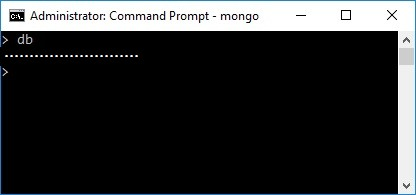 Administrator: Command Prompt - mongo
> db
...........................
>